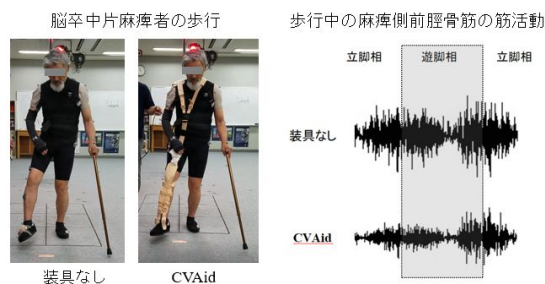 脳卒中片麻痺者の歩行
歩行中の麻痺側前脛骨筋の筋活動
立脚相 遊脚相 立脚相
装具なし
CVAid
装具なし CVAid